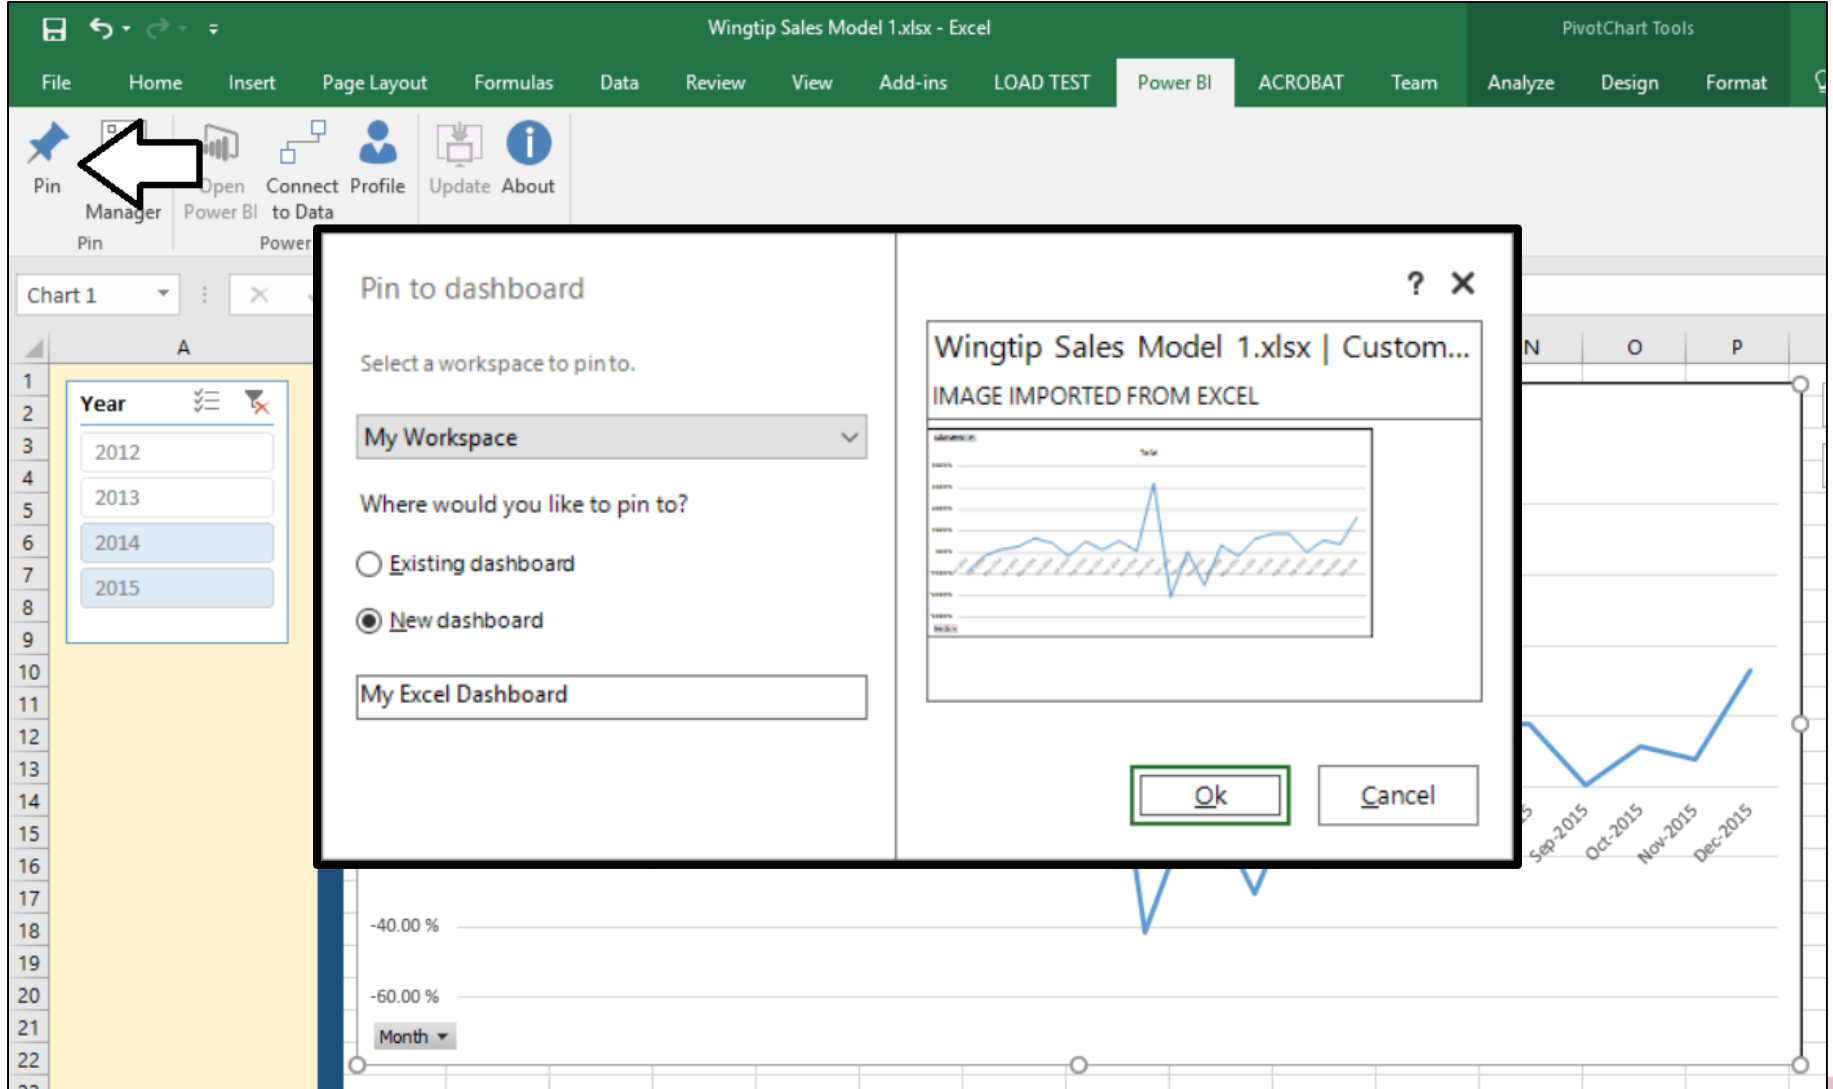 Wingtip Sales Model 1.xlsx - Excel
PivotChart Tools
File Home Insert Page Layout Formulas Data Review View Add-ins LOAD TEST Power BI ACROBAT Team Analyze Design Format
Pin
Manager
Open
Power BI
Connect
to Data
Profile
Update
About
Pin
Power
Chart 1
A N O P
1
2
3
4
5
6
7
8
9
10
11
12
13
14
15
16
17
18
19
20
21
22
Year
2012
2013
2014
2015
Pin to dashboard
Select a workspace to pin to.
My Workspace
Where would you like to pin to?
Existing dashboard
New dashboard
My Excel Dashboard
? 
Wingtip Sales Model 1.xlsx | Custom...
IMAGE IMPORTED FROM EXCEL
Total
Ok
Cancel
Sep-2015
Oct-2015
Nov-2015
Dec-2015
-40.00 %
-60.00 %
Month